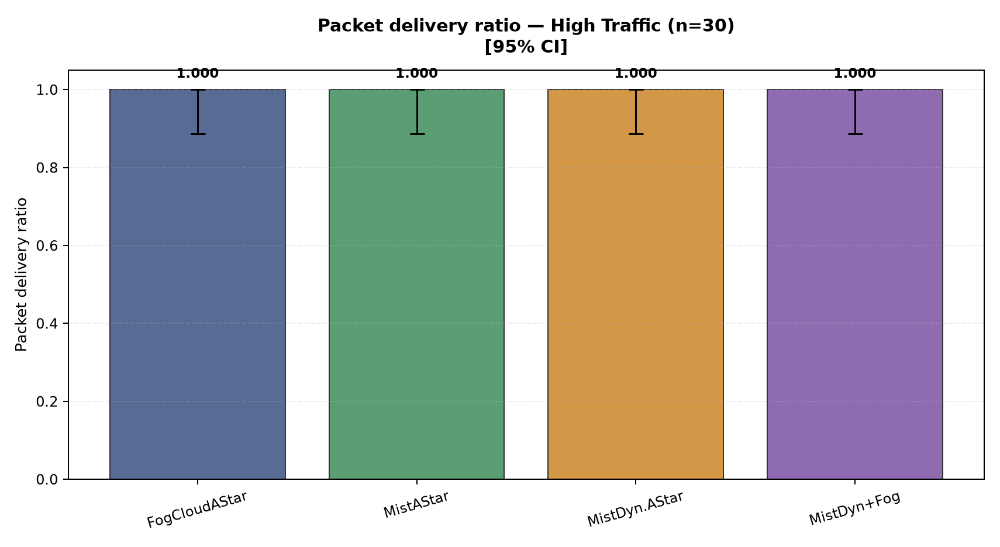 Packet delivery ratio — High Traffic (n=30)
[95% CI]
1.000 1.000 1.000 1.000
1.0
0.8
0.6
0.4
0.2
0.0
Packet delivery ratio
FogCloudAStar MistAStar MistDyn.AStar MistDyn+Fog